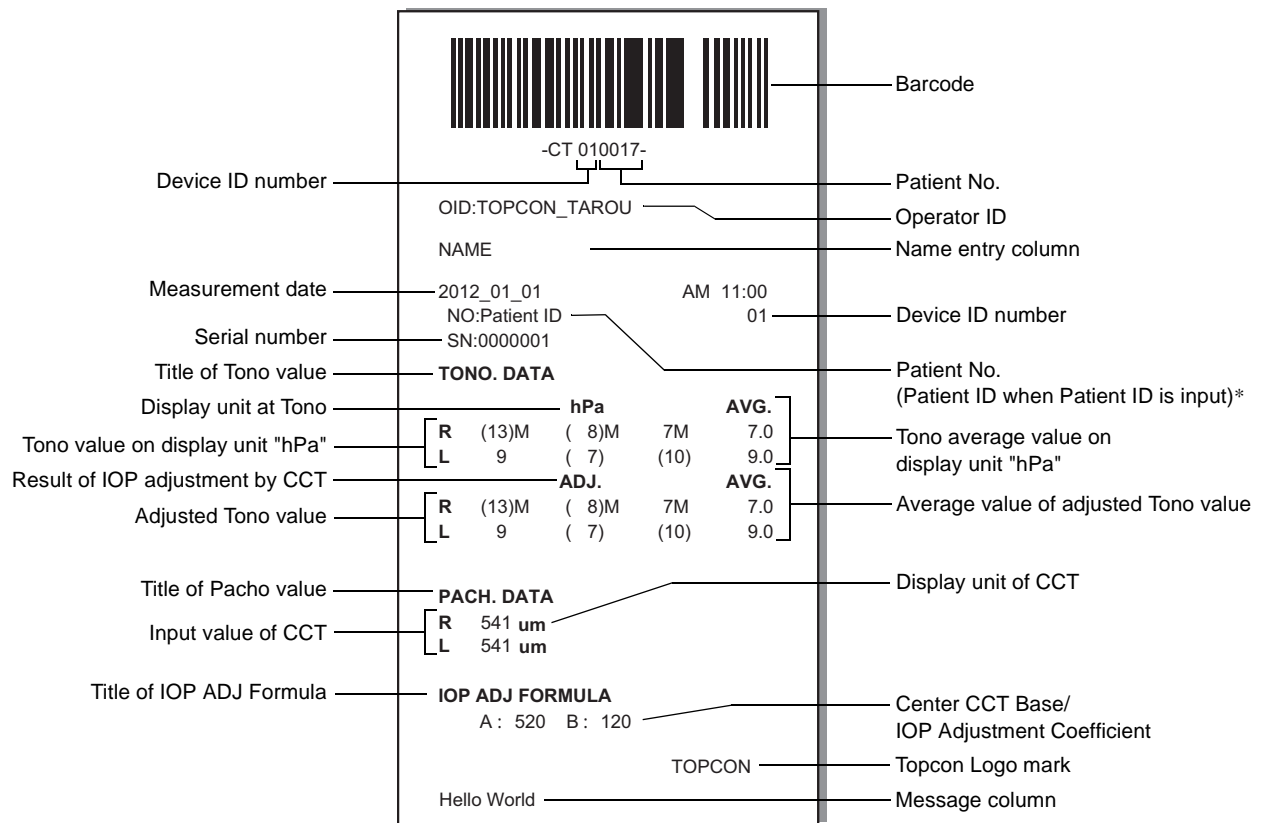 Barcode
-CT 010017-
Device ID number
Patient No.
OID:TOPCON_TAROU
Operator ID
NAME
Name entry column
Measurement date
2012_01_01 AM 11:00
NO:Patient ID 01
Device ID number
Serial number
SN:0000001
Title of Tono value
TONO. DATA
Patient No.
(Patient ID when Patient ID is input)*
Display unit at Tono
hPa AVG.
Tono value on display unit "hPa"
R (13)M ( 8)M 7M 7.0
L 9 ( 7) (10) 9.0
Tono average value on
display unit "hPa"
Result of IOP adjustment by CCT
ADJ. AVG.
Adjusted Tono value
R (13)M ( 8)M 7M 7.0
L 9 ( 7) (10) 9.0
Average value of adjusted Tono value
Title of Pacho value
PACH. DATA
Display unit of CCT
Input value of CCT
R 541 um
L 541 um
Title of IOP ADJ Formula
IOP ADJ FORMULA
A : 520 B : 120
Center CCT Base/
IOP Adjustment Coefficient
TOPCON
Topcon Logo mark
Hello World
Message column